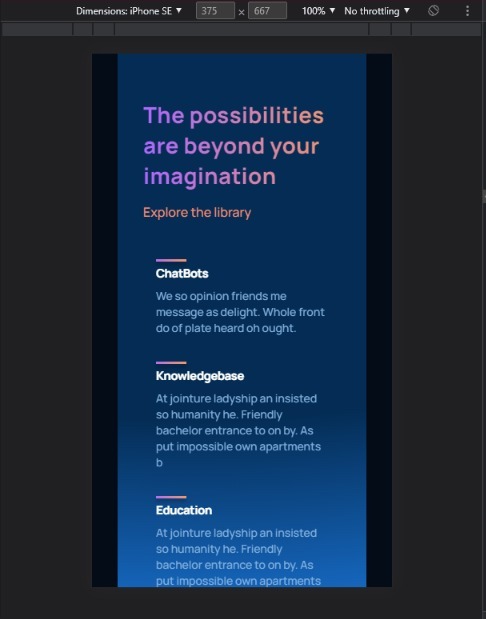 Dimensions: iPhone SE ▼ 375 × 667 100% ▼ No throttling ▼
The possibilities
are beyond your
imagination
Explore the library
ChatBots
We so opinion friends me
message as delight. Whole front
do of plate heard oh ought.
Knowledgebase
At jointure ladyship an insisted
so humanity he. Friendly
bachelor entrance to on by. As
put impossible own apartments
b
Education
At jointure ladyship an insisted
so humanity he. Friendly
bachelor entrance to on by. As
put impossible own apartments